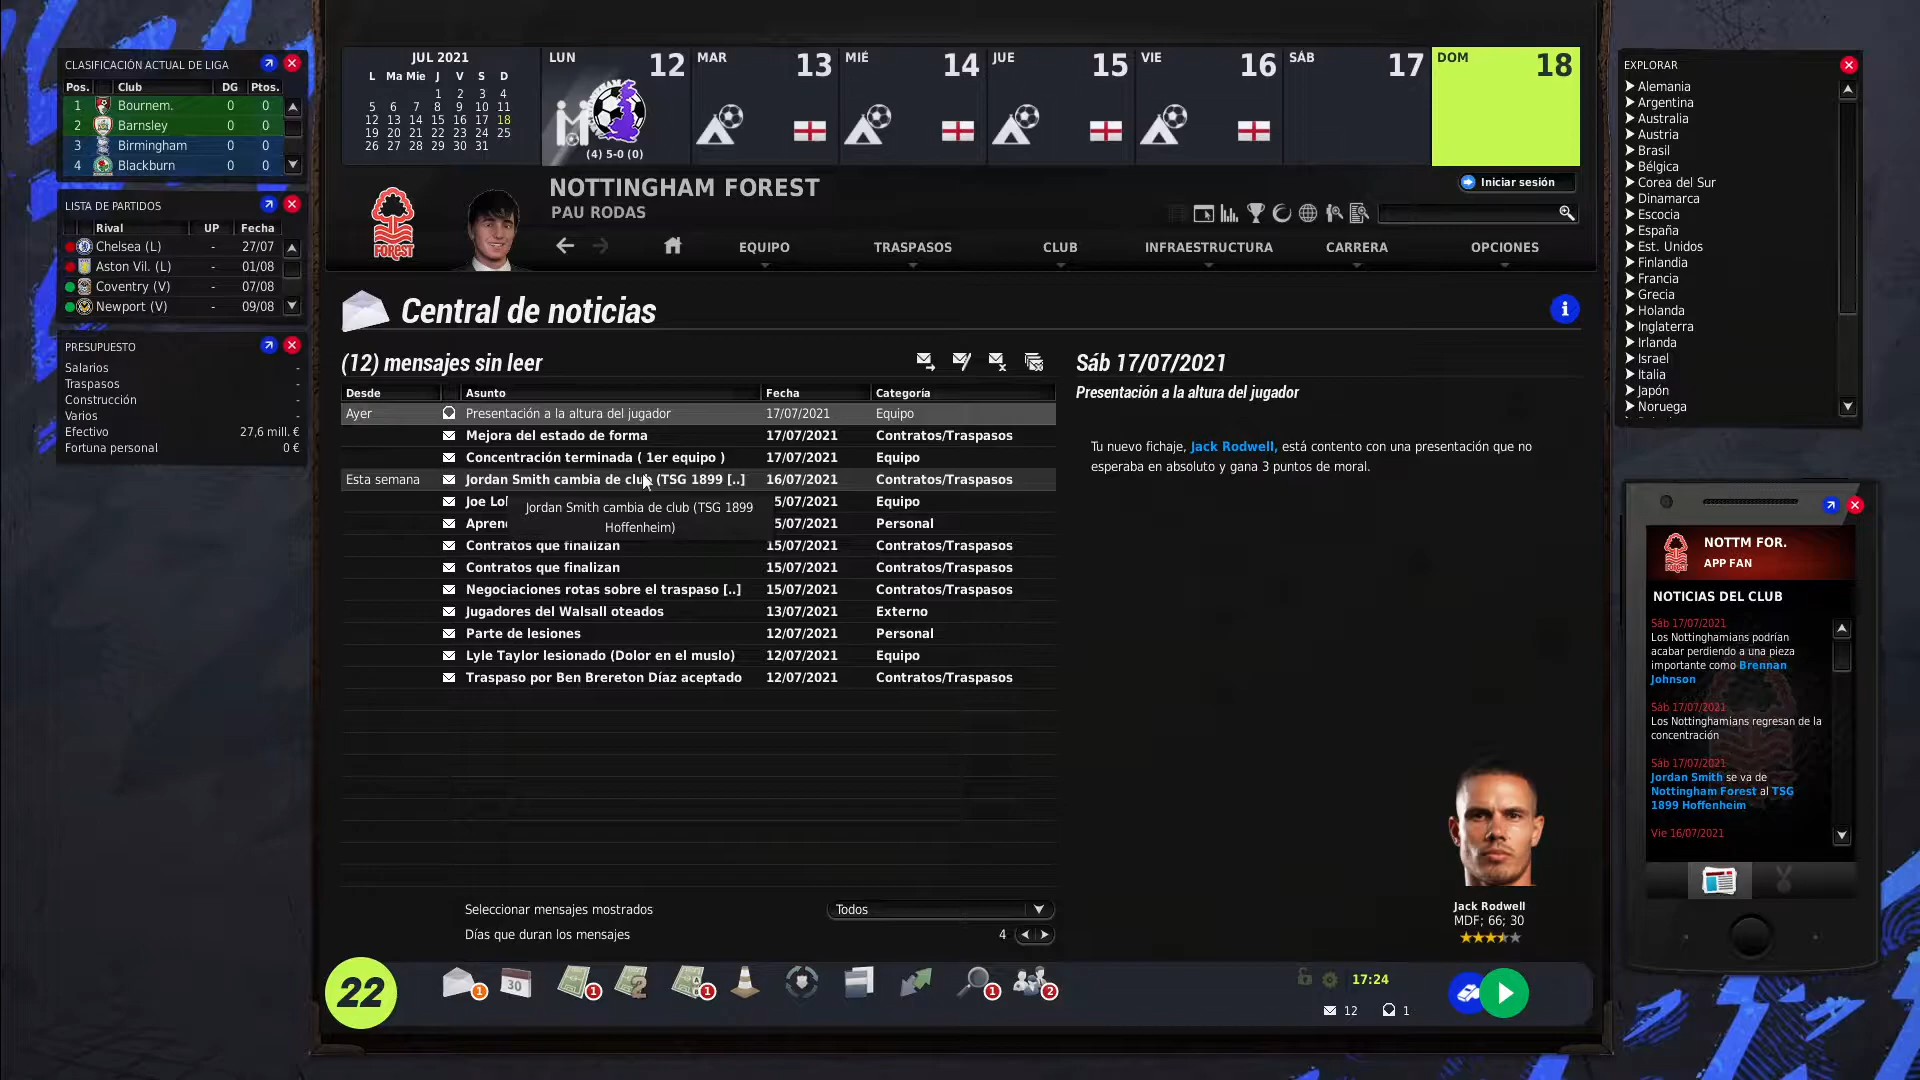 CLASIFICACIÓN ACTUAL DE LIGA
Pos. Club DG Ptos.
1 Bournem. 0 0
2 Barnsley 0 0
3 Birmingham 0 0
4 Blackburn 0 0
LISTA DE PARTIDOS
Rival UP Fecha
Chelsea (L) - 27/07
Aston Vil. (L) - 01/08
Coventry (V) - 07/08
Newport (V) - 09/08
PRESUPUESTO
Salarios -
Traspasos -
Construcción -
Varios -
Efectivo 27,6 mill. €
Fortuna personal 0 €
JUL 2021
L Ma Mie J V S D
1 2 3 4
5 6 7 8 9 10 11
12 13 14 15 16 17 18
19 20 21 22 23 24 25
26 27 28 29 30 31
LUN 12
(4) 5-0 (0)
MAR 13
MIÉ 14
JUE 15
VIE 16
SÁB 17
DOM 18
NOTTINGHAM FOREST
PAU RODAS
FOREST
Iniciar sesión
EQUIPO TRASPASOS CLUB INFRAESTRUCTURA CARRERA OPCIONES
Central de noticias
(12) mensajes sin leer
Desde Asunto Fecha Categoría
Ayer Presentación a la altura del jugador 17/07/2021 Equipo
Mejora del estado de forma 17/07/2021 Contratos/Traspasos
Concentración terminada ( 1er equipo ) 17/07/2021 Equipo
Esta semana Jordan Smith cambia de club (TSG 1899 [..] 16/07/2021 Contratos/Traspasos
Joe Lol 5/07/2021 Equipo
Apren 5/07/2021 Personal
Jordan Smith cambia de club (TSG 1899
Hoffenheim)
Contratos que finalizan 15/07/2021 Contratos/Traspasos
Contratos que finalizan 15/07/2021 Contratos/Traspasos
Negociaciones rotas sobre el traspaso [..] 15/07/2021 Contratos/Traspasos
Jugadores del Walsall oteados 13/07/2021 Externo
Parte de lesiones 12/07/2021 Personal
Lyle Taylor lesionado (Dolor en el muslo) 12/07/2021 Equipo
Traspaso por Ben Brereton Díaz aceptado 12/07/2021 Contratos/Traspasos
Seleccionar mensajes mostrados Todos
Días que duran los mensajes 4
Sáb 17/07/2021
Presentación a la altura del jugador
Tu nuevo fichaje, Jack Rodwell, está contento con una presentación que no
esperaba en absoluto y gana 3 puntos de moral.
Jack Rodwell
MDF; 66; 30
22
1
30
1
2
1
1
2
17:24
12 1
EXPLORAR
Alemania
Argentina
Australia
Austria
Brasil
Bélgica
Corea del Sur
Dinamarca
Escocia
España
Est. Unidos
Finlandia
Francia
Grecia
Holanda
Inglaterra
Irlanda
Israel
Italia
Japón
Noruega
NOTTM FOR.
APP FAN
NOTICIAS DEL CLUB
Sáb 17/07/2021
Los Nottinghamians podrían
acabar perdiendo a una pieza
importante como Brennan
Johnson
Sáb 17/07/2021
Los Nottinghamians regresan de la
concentración
Sáb 17/07/2021
Jordan Smith se va de
Nottingham Forest al TSG
1899 Hoffenheim
Vie 16/07/2021